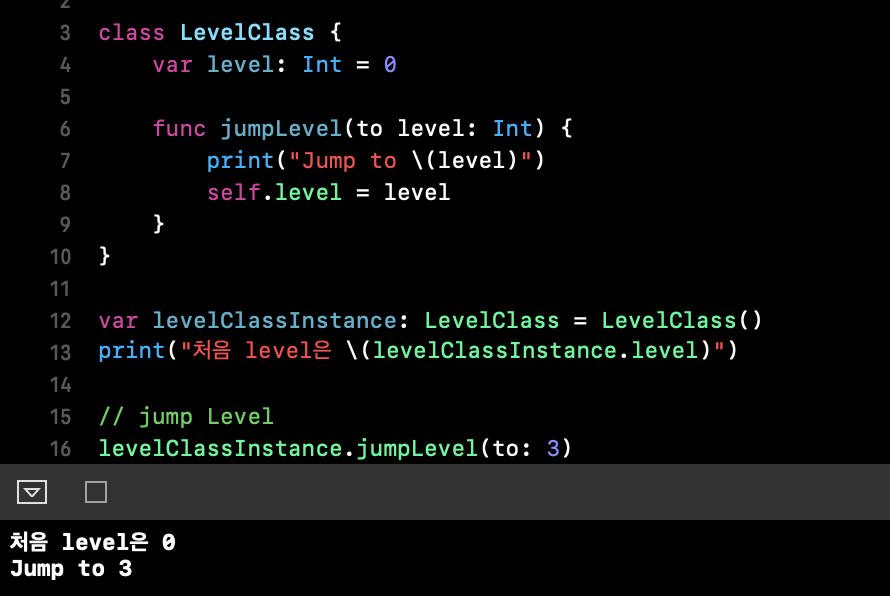 2
3 class LevelClass {
4     var level: Int = 0
5
6     func jumpLevel(to level: Int) {
7         print("Jump to \(level)")
8         self.level = level
9     }
10 }
11
12 var levelClassInstance: LevelClass = LevelClass()
13 print("처음 level은 \(levelClassInstance.level)")
14
15 // jump Level
16 levelClassInstance.jumpLevel(to: 3)
처음 level은 0
Jump to 3